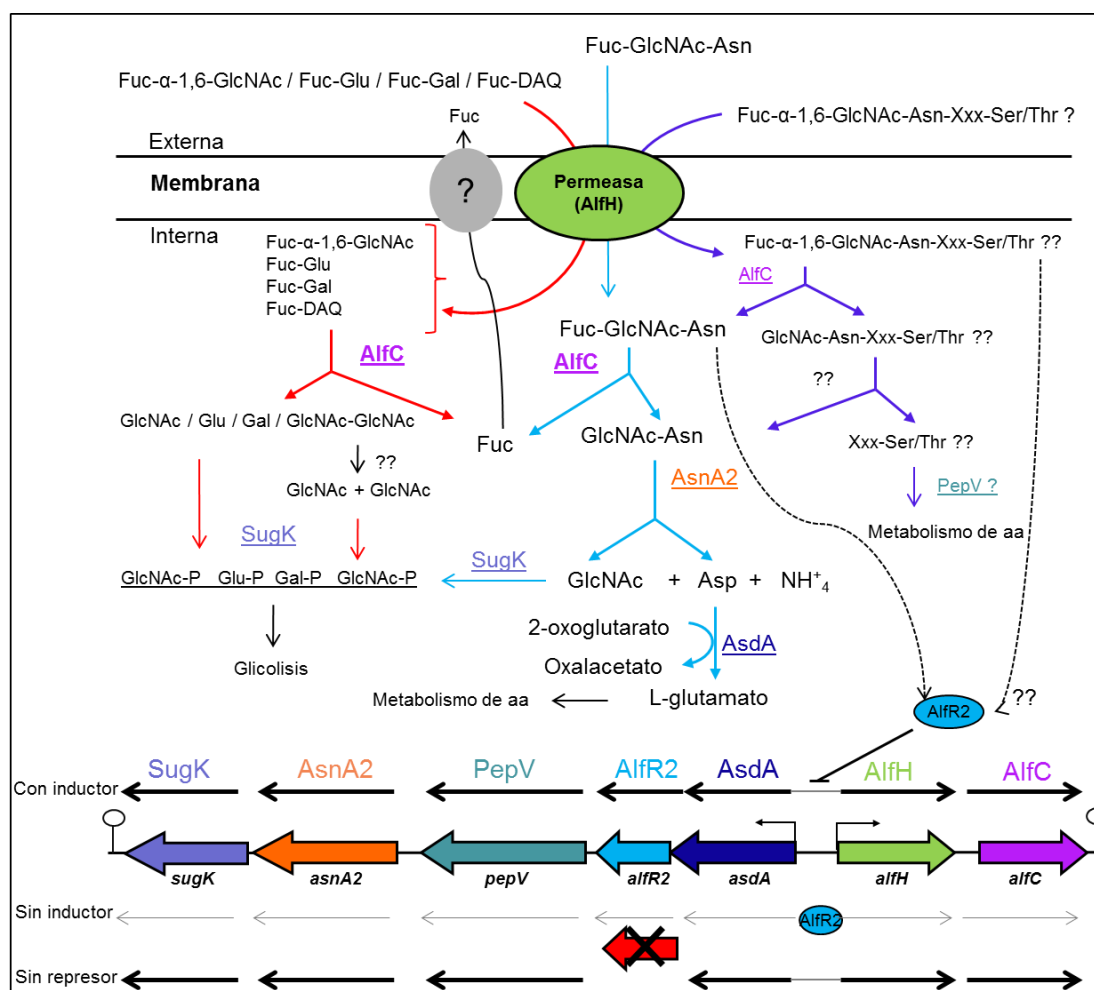 Fuc-GlcNAc-Asn
Fuc-α-1,6-GlcNAc / Fuc-Glu / Fuc-Gal / Fuc-DAQ
Fuc
Fuc-α-1,6-GlcNAc-Asn-Xxx-Ser/Thr ?
Externa
Membrana
?
Permeasa
(AlfH)
Interna
Fuc-α-1,6-GlcNAc
Fuc-Glu
Fuc-Gal
Fuc-DAQ
Fuc-α-1,6-GlcNAc-Asn-Xxx-Ser/Thr ??
AlfC
Fuc-GlcNAc-Asn
GlcNAc-Asn-Xxx-Ser/Thr ??
AlfC
AlfC
??
GlcNAc / Glu / Gal / GlcNAc-GlcNAc
Fuc
GlcNAc-Asn
Xxx-Ser/Thr ??
??
GlcNAc + GlcNAc
AsnA2
PepV ?
Metabolismo de aa
SugK
SugK
GlcNAc-P Glu-P Gal-P GlcNAc-P
GlcNAc + Asp + NH⁺₄
2-oxoglutarato
AsdA
Oxalacetato
Glicolisis
Metabolismo de aa
L-glutamato
AlfR2
??
SugK AsnA2 PepV AlfR2 AsdA AlfH AlfC
Con inductor
sugK asnA2 pepV alfR2 asdA alfH alfC
Sin inductor
AlfR2
Sin represor